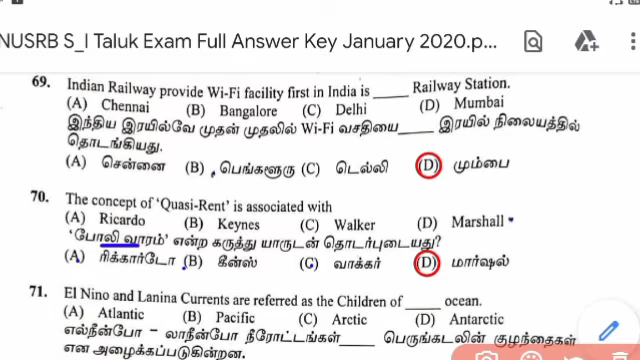 NUSRB S_I Taluk Exam Full Answer Key January 2020.p...
69. Indian Railway provide Wi-Fi facility first in India is _____ Railway Station.
(A) Chennai (B) Bangalore (C) Delhi (D) Mumbai
இந்திய இரயில்வே முதன் முதலில் Wi-Fi வசதியை _____ இரயில் நிலையத்தில்
தொடங்கியது.
(A) சென்னை (B) பெங்களூரு (C) டெல்லி (D) மும்பை
70. The concept of 'Quasi-Rent' is associated with
(A) Ricardo (B) Keynes (C) Walker (D) Marshall
'போலி வாரம்' என்ற கருத்து யாருடன் தொடர்புடையது?
(A) ரிக்கார்டோ (B) கீன்ஸ் (C) வாக்கர் (D) மார்ஷல்
71. El Nino and Lanina Currents are referred as the Children of _____ ocean.
(A) Atlantic (B) Pacific (C) Arctic (D) Antarctic
எல்நீன்போ – லாநீன்போ நீரோட்டங்கள் _____ பெருங்கடலின் குழந்தைகள்
என அழைக்கப்படுகின்றன.